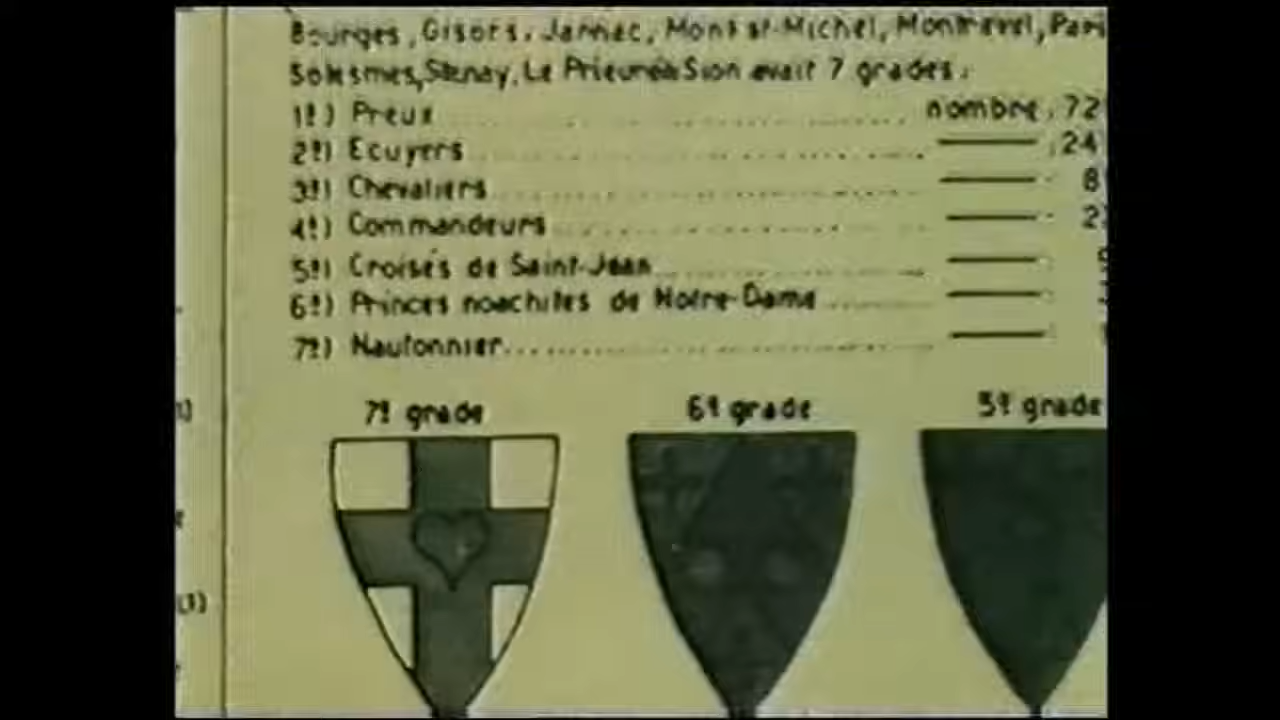 Bourges, Gisors, Jarnac, Mont st-Michel, Montrevel, Pari
Solesmes, Stenay, Le Prieuré de Sion avait 7 grades:
1º) Preux ........ nombre, 72
2º) Ecuyers ........ , 24
3º) Chevaliers ........ 8
4º) Commandeurs ........ 2
5º) Croisés de Saint-Jean ........
6º) Princes noachites de Notre-Dame ........
7º) Nautonnier ........
7º grade 6º grade 5º grade